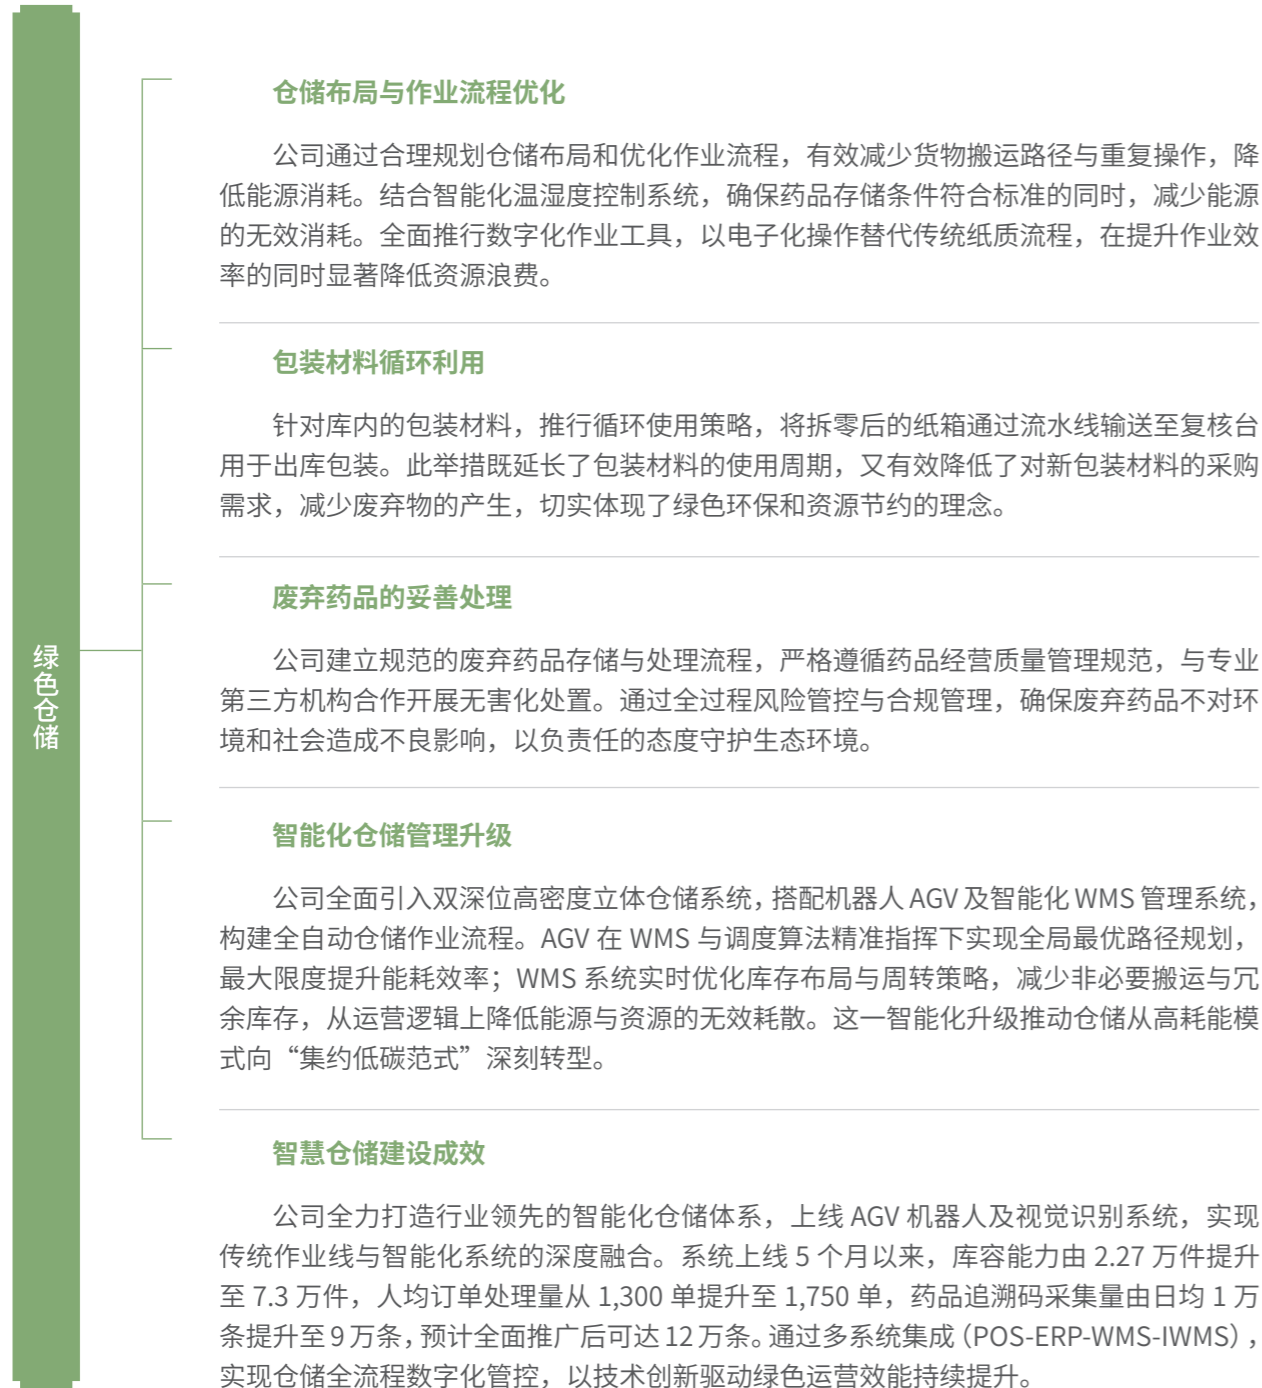 绿色仓储
仓储布局与作业流程优化
公司通过合理规划仓储布局和优化作业流程，有效减少货物搬运路径与重复操作，降
低能源消耗。结合智能化温湿度控制系统，确保药品存储条件符合标准的同时，减少能源
的无效消耗。全面推行数字化作业工具，以电子化操作替代传统纸质流程，在提升作业效
率的同时显著降低资源浪费。
包装材料循环利用
针对库内的包装材料，推行循环使用策略，将拆零后的纸箱通过流水线输送至复核台
用于出库包装。此举措既延长了包装材料的使用周期，又有效降低了对新包装材料的采购
需求，减少废弃物的产生，切实体现了绿色环保和资源节约的理念。
废弃药品的妥善处理
公司建立规范的废弃药品存储与处理流程，严格遵循药品经营质量管理规范，与专业
第三方机构合作开展无害化处置。通过全过程风险管控与合规管理，确保废弃药品不对环
境和社会造成不良影响，以负责任的态度守护生态环境。
智能化仓储管理升级
公司全面引入双深位高密度立体仓储系统，搭配机器人 AGV 及智能化 WMS 管理系统，
构建全自动仓储作业流程。AGV 在 WMS 与调度算法精准指挥下实现全局最优路径规划，
最大限度提升能耗效率；WMS 系统实时优化库存布局与周转策略，减少非必要搬运与冗
余库存，从运营逻辑上降低能源与资源的无效耗散。这一智能化升级推动仓储从高耗能模
式向“集约低碳范式”深刻转型。
智慧仓储建设成效
公司全力打造行业领先的智能化仓储体系，上线 AGV 机器人及视觉识别系统，实现
传统作业线与智能化系统的深度融合。系统上线 5 个月以来，库容能力由 2.27 万件提升
至 7.3 万件，人均订单处理量从 1,300 单提升至 1,750 单，药品追溯码采集量由日均 1 万
条提升至 9 万条，预计全面推广后可达 12 万条。通过多系统集成（POS-ERP-WMS-IWMS），
实现仓储全流程数字化管控，以技术创新驱动绿色运营效能持续提升。